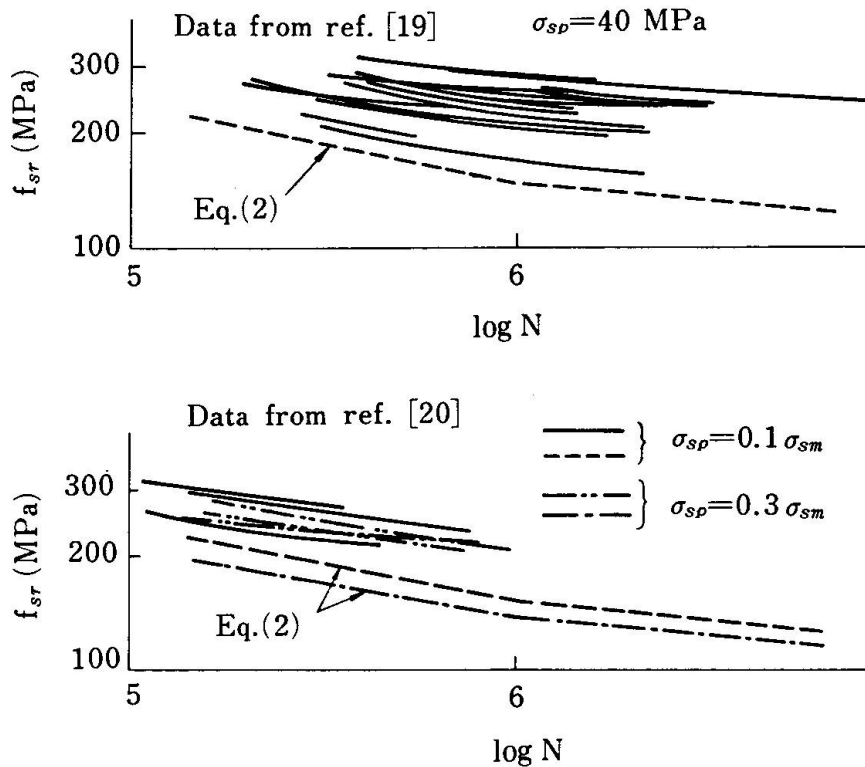 Data from ref. [19] σsp=40 MPa
300
200
100
fsr (MPa)
Eq.(2)
5 6
log N
Data from ref. [20]
σsp=0.1 σsm
σsp=0.3 σsm
300
200
100
fsr (MPa)
Eq.(2)
5 6
log N